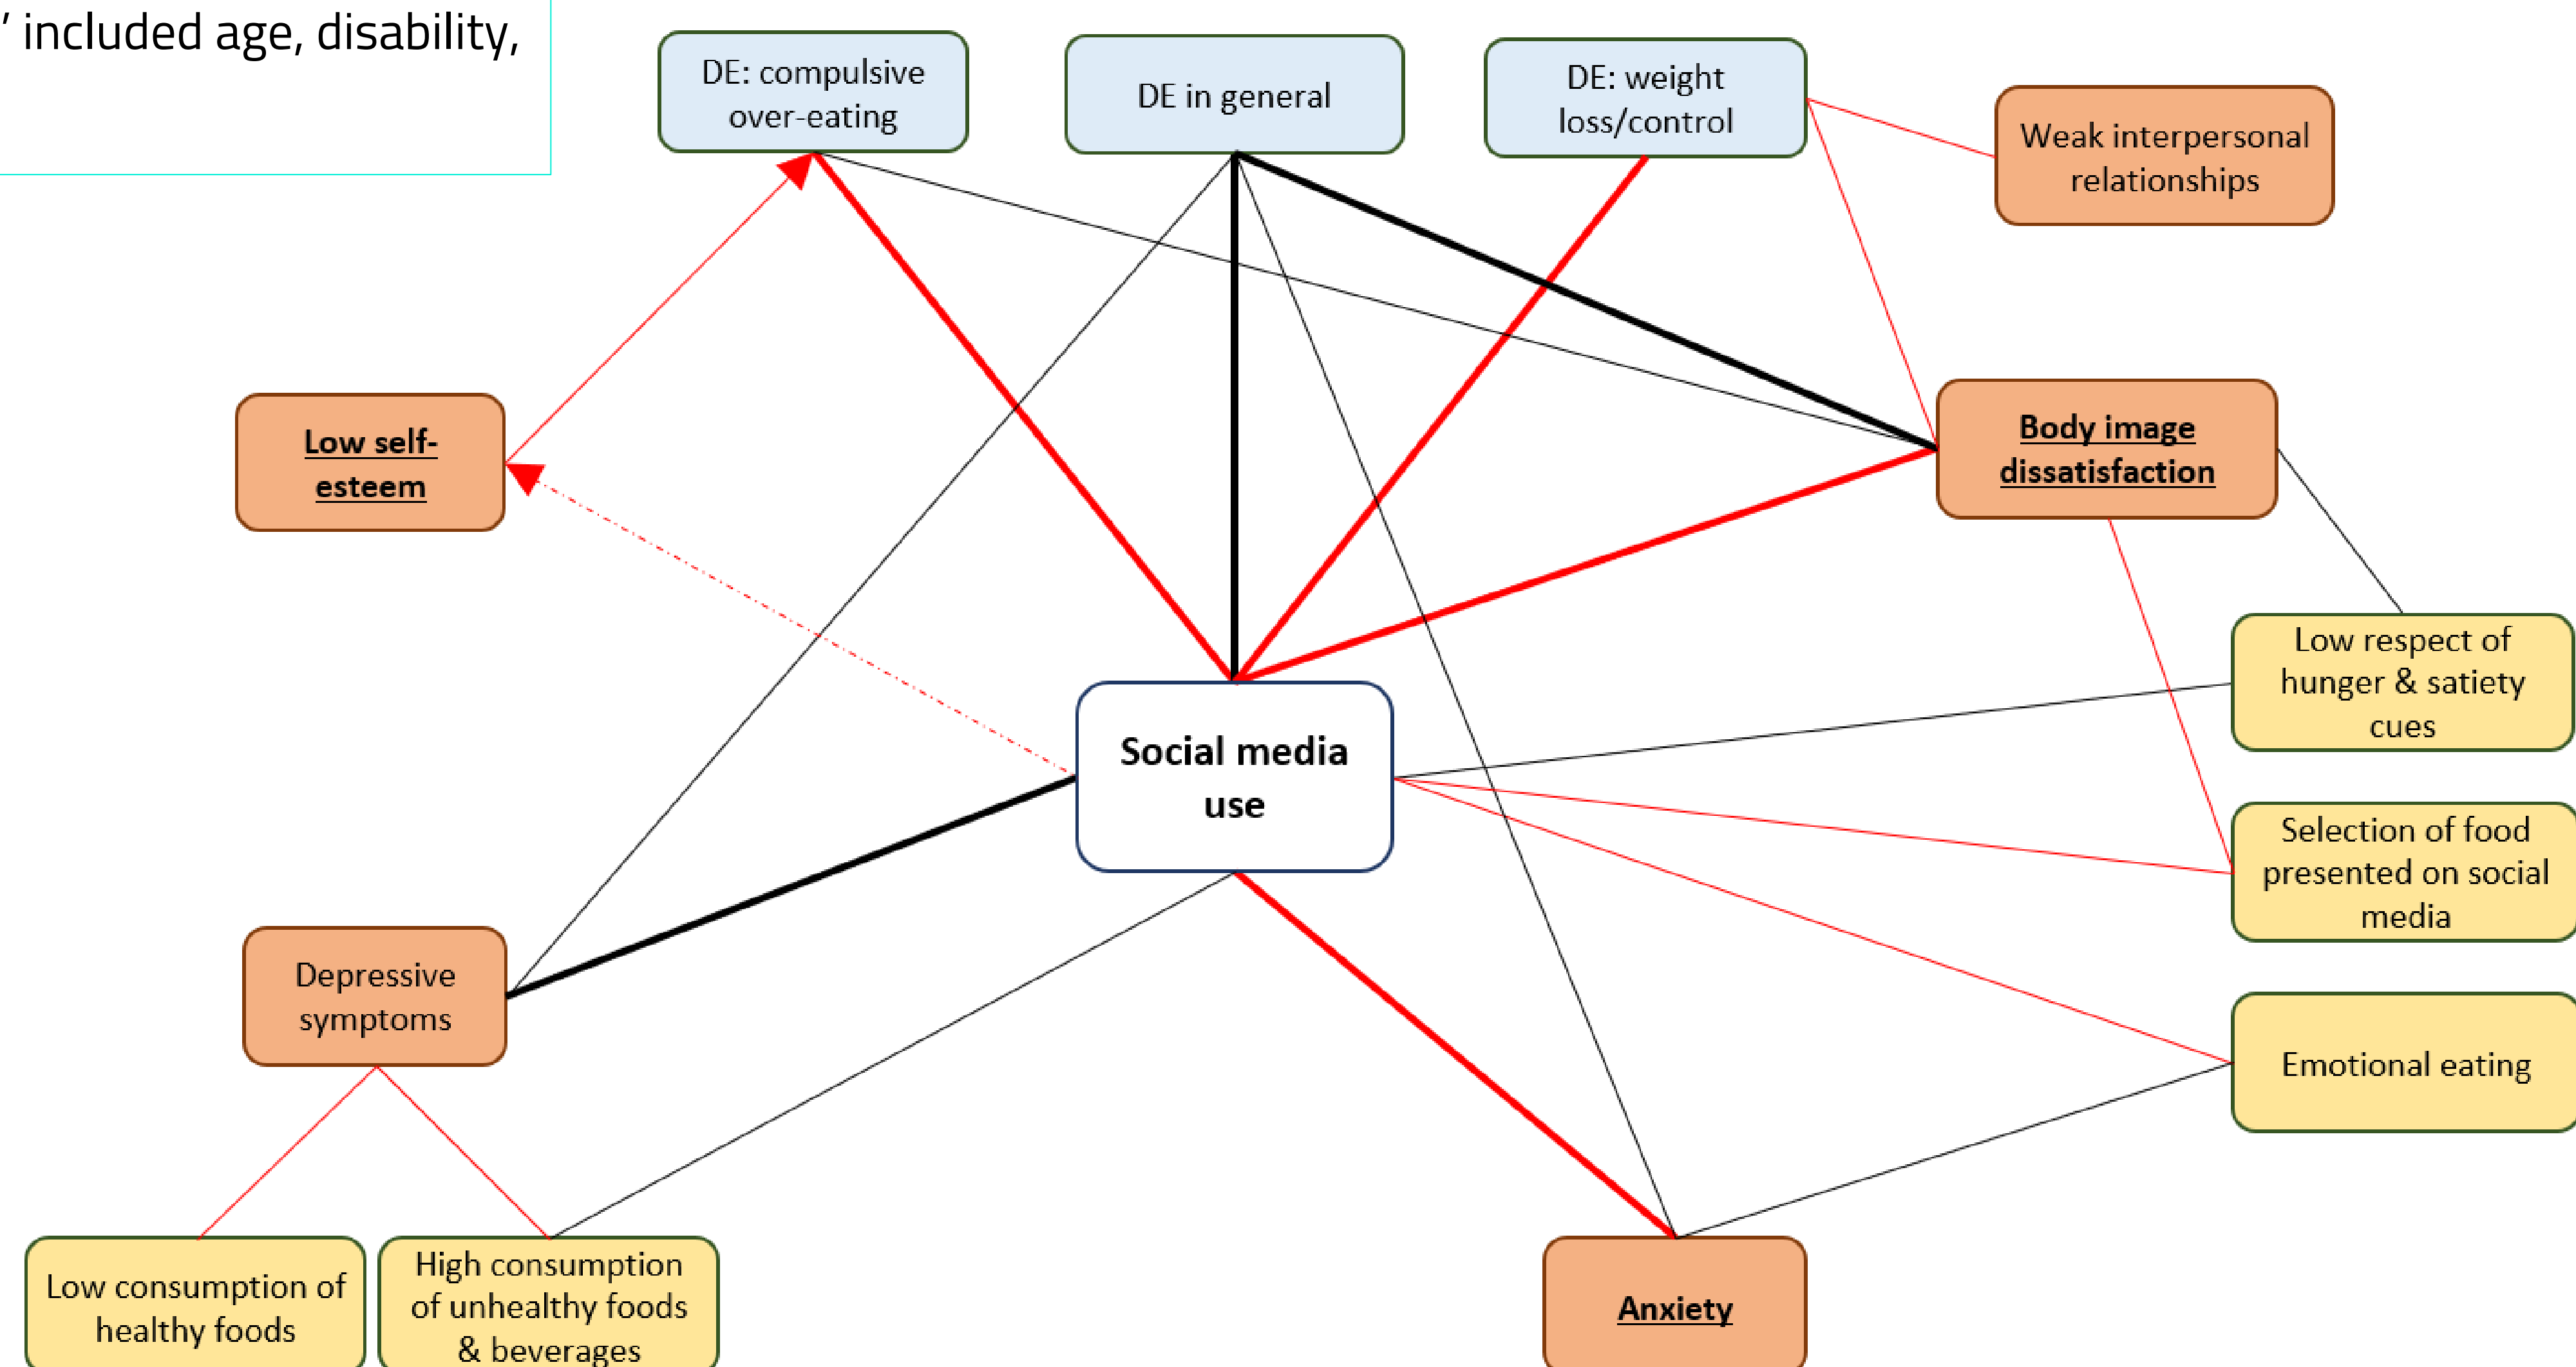 ’ included age, disability,
DE: compulsive
over-eating
DE in general
DE: weight
loss/control
Weak interpersonal
relationships
Low self-
esteem
Body image
dissatisfaction
Low respect of
hunger & satiety
cues
Social media
use
Selection of food
presented on social
media
Depressive
symptoms
Emotional eating
Low consumption of
healthy foods
High consumption
of unhealthy foods
& beverages
Anxiety